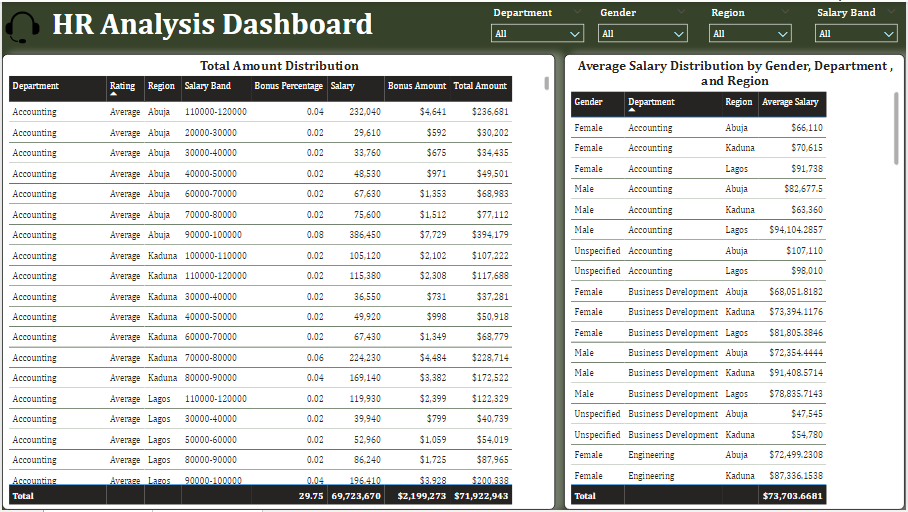 HR Analysis Dashboard
Department Gender Region Salary Band
All All All All
Total Amount Distribution
Department Rating Region Salary Band Bonus Percentage Salary Bonus Amount Total Amount
Accounting Average Abuja 110000-120000 0.04 232,040 $4,641 $236,681
Accounting Average Abuja 20000-30000 0.02 29,610 $592 $30,202
Accounting Average Abuja 30000-40000 0.02 33,760 $675 $34,435
Accounting Average Abuja 40000-50000 0.02 48,530 $971 $49,501
Accounting Average Abuja 60000-70000 0.02 67,630 $1,353 $68,983
Accounting Average Abuja 70000-80000 0.02 75,600 $1,512 $77,112
Accounting Average Abuja 90000-100000 0.08 386,450 $7,729 $394,179
Accounting Average Kaduna 100000-110000 0.02 105,120 $2,102 $107,222
Accounting Average Kaduna 110000-120000 0.02 115,380 $2,308 $117,688
Accounting Average Kaduna 30000-40000 0.02 36,550 $731 $37,281
Accounting Average Kaduna 40000-50000 0.02 49,920 $998 $50,918
Accounting Average Kaduna 60000-70000 0.02 67,430 $1,349 $68,779
Accounting Average Kaduna 70000-80000 0.06 224,230 $4,484 $228,714
Accounting Average Kaduna 80000-90000 0.04 169,140 $3,382 $172,522
Accounting Average Lagos 110000-120000 0.02 119,930 $2,399 $122,329
Accounting Average Lagos 30000-40000 0.02 39,940 $799 $40,739
Accounting Average Lagos 50000-60000 0.02 52,960 $1,059 $54,019
Accounting Average Lagos 80000-90000 0.02 86,240 $1,725 $87,965
Accounting Average Lagos 90000-100000 0.04 196,410 $3,928 $200,338
Total 29.75 69,723,670 $2,199,273 $71,922,943
Average Salary Distribution by Gender, Department ,
and Region
Gender Department Region Average Salary
Female Accounting Abuja $66,110
Female Accounting Kaduna $70,615
Female Accounting Lagos $91,738
Male Accounting Abuja $82,677.5
Male Accounting Kaduna $63,360
Male Accounting Lagos $94,104.2857
Unspecified Accounting Abuja $107,110
Unspecified Accounting Lagos $98,010
Female Business Development Abuja $68,051.8182
Female Business Development Kaduna $73,394.1176
Female Business Development Lagos $81,805.3846
Male Business Development Abuja $72,354.4444
Male Business Development Kaduna $91,408.5714
Male Business Development Lagos $78,835.7143
Unspecified Business Development Abuja $47,545
Unspecified Business Development Kaduna $54,780
Female Engineering Abuja $72,499.2308
Female Engineering Kaduna $87,336.1538
Total $73,703.6681